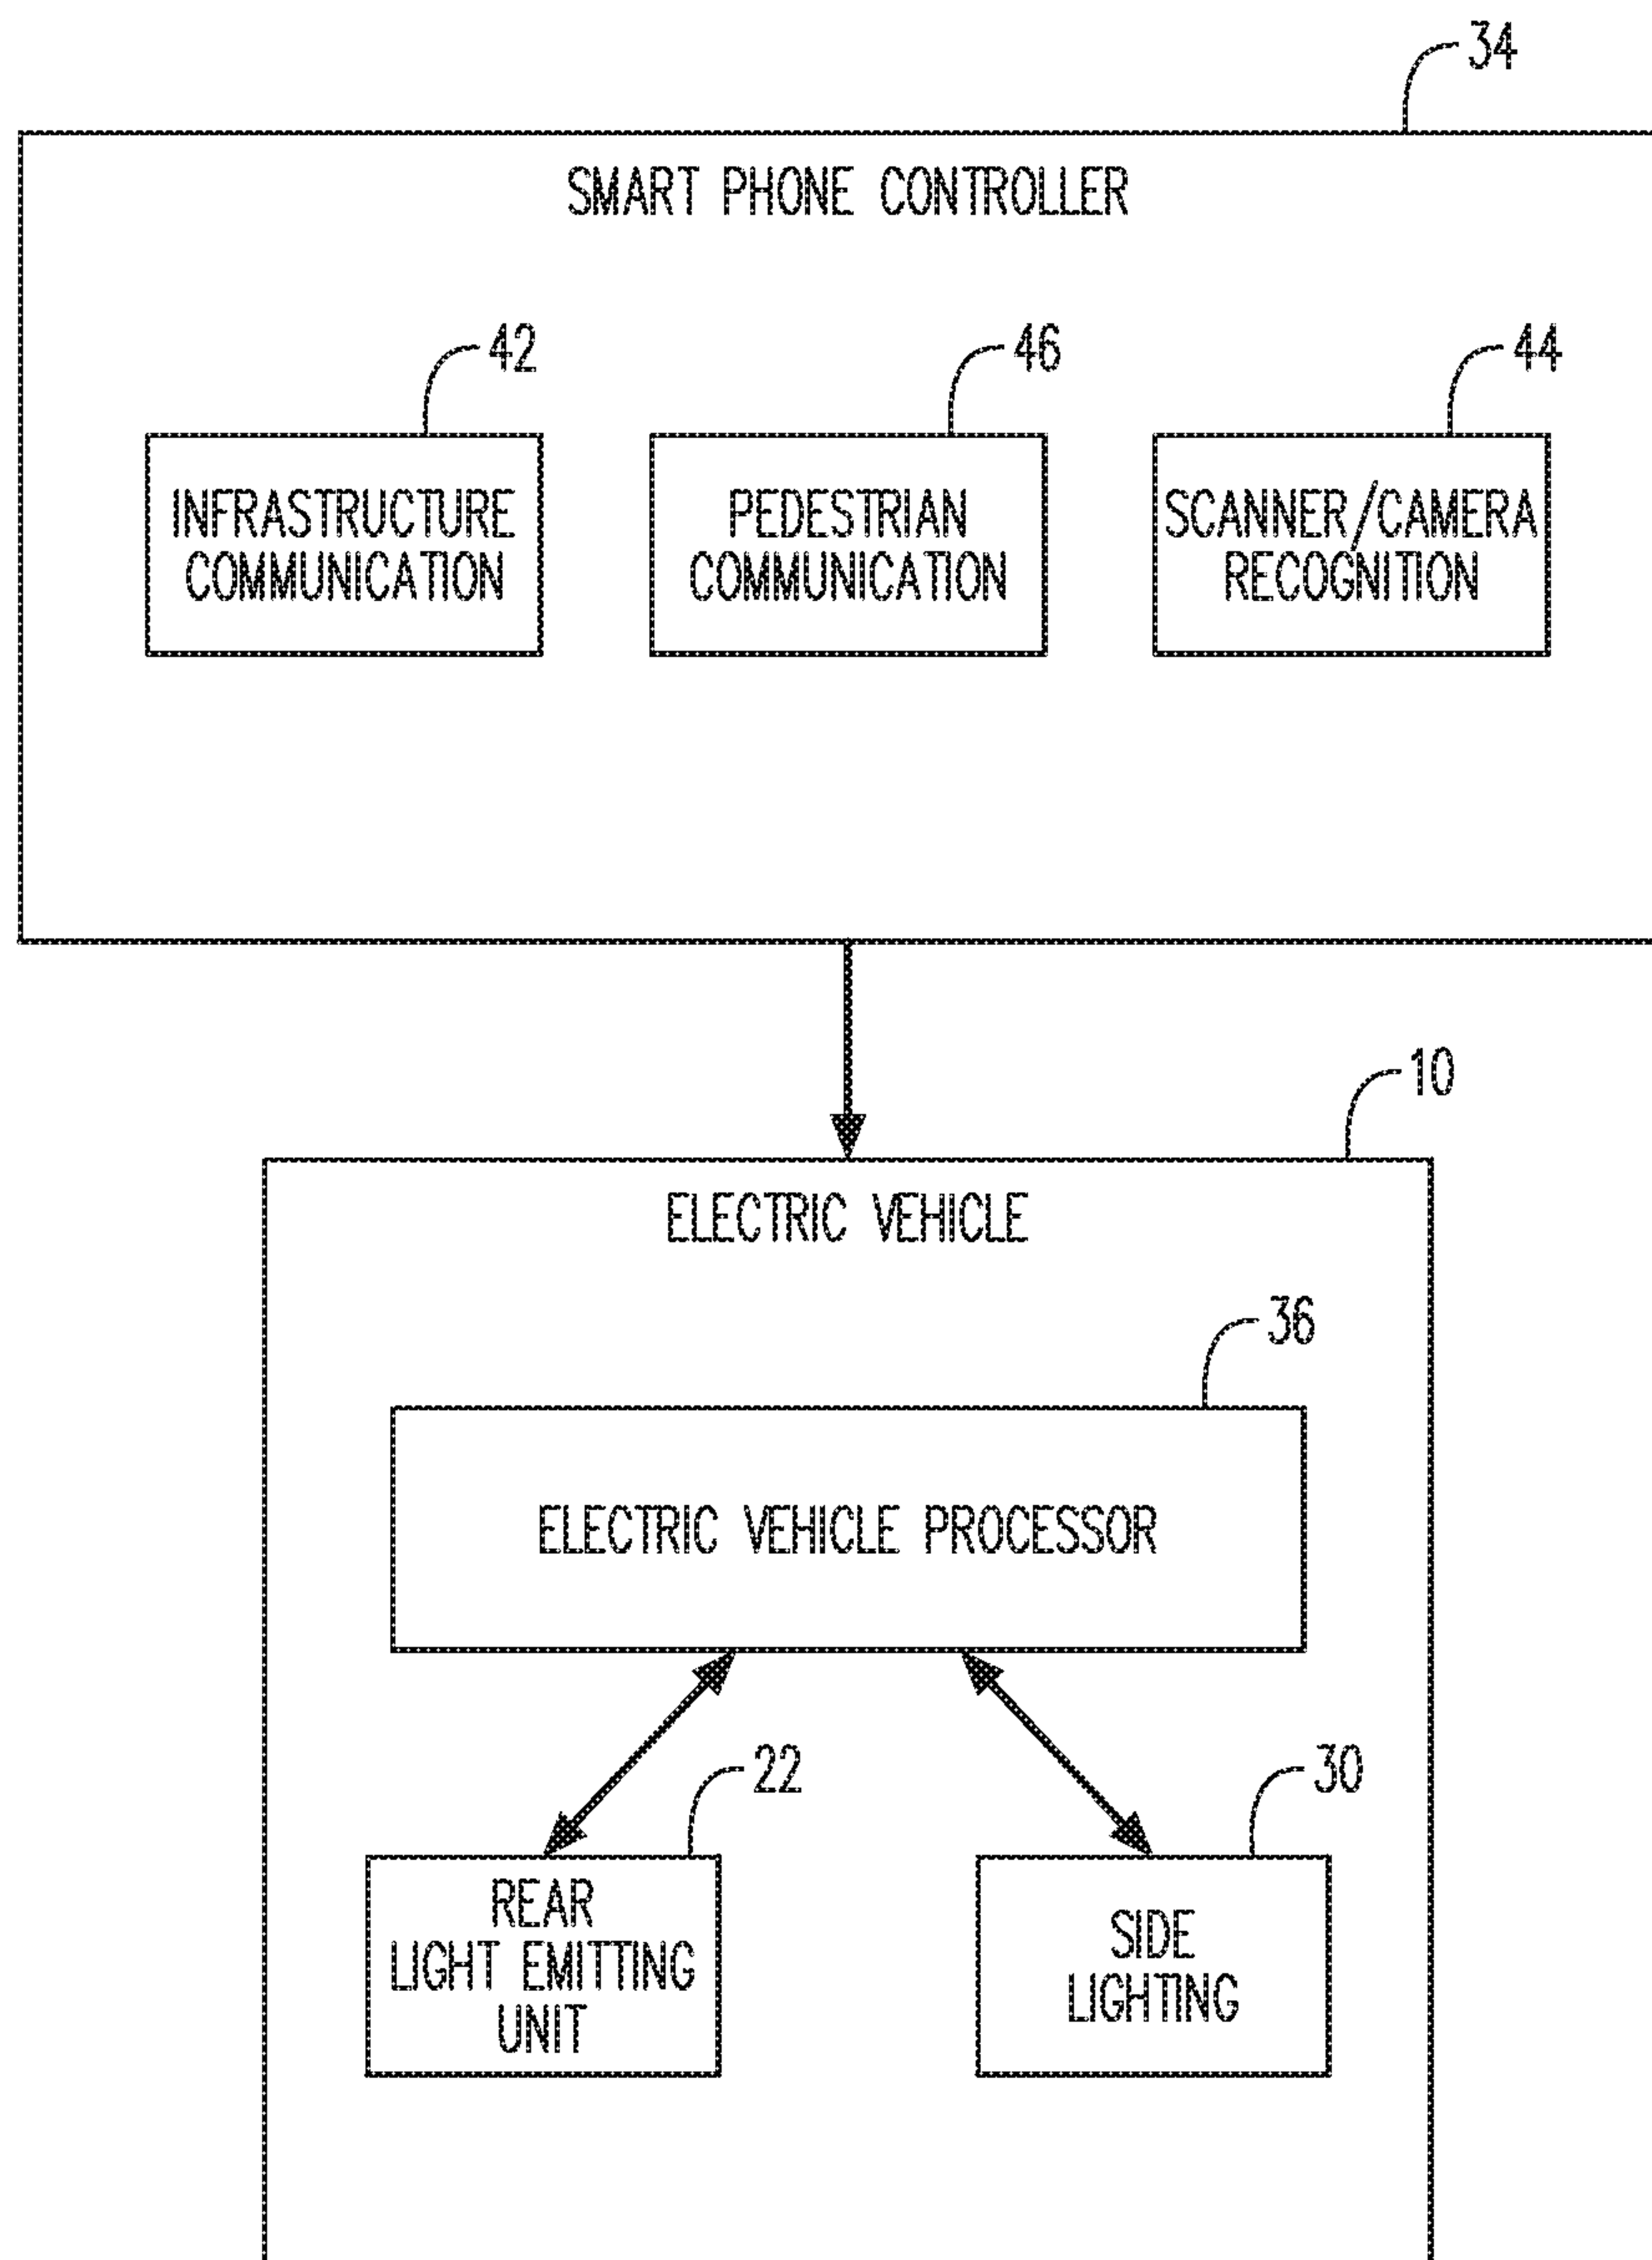 34
SMART PHONE CONTROLLER
42
46
44
INFRASTRUCTURE
COMMUNICATION
PEDESTRIAN
COMMUNICATION
SCANNER/CAMERA
RECOGNITION
10
ELECTRIC VEHICLE
36
ELECTRIC VEHICLE PROCESSOR
22
30
REAR
LIGHT EMITTING
UNIT
SIDE
LIGHTING